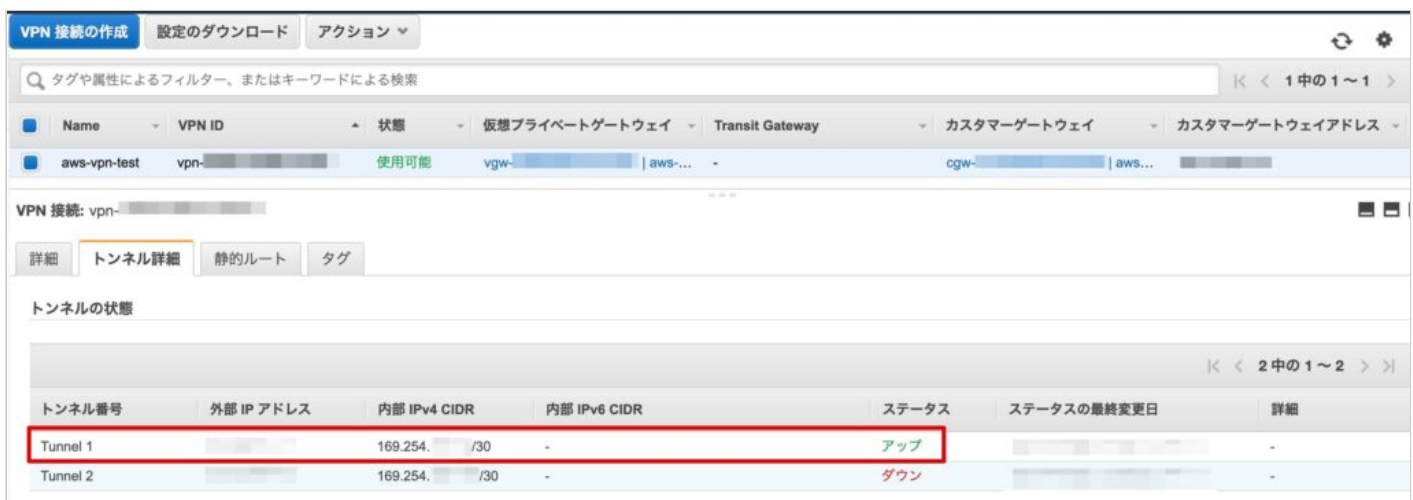 VPN 接続の作成 設定のダウンロード アクション
タグや属性によるフィルター、またはキーワードによる検索 1 中の 1 ~ 1
Name VPN ID 状態 仮想プライベートゲートウェイ Transit Gateway カスタマーゲートウェイ カスタマーゲートウェイアドレス
aws-vpn-test vpn- 使用可能 vgw- | aws-... - cgw- | aws...
VPN 接続: vpn-
詳細 トンネル詳細 静的ルート タグ
トンネルの状態
2 中の 1 ~ 2
トンネル番号 外部 IP アドレス 内部 IPv4 CIDR 内部 IPv6 CIDR ステータス ステータスの最終変更日 詳細
Tunnel 1 169.254. /30 - アップ -
Tunnel 2 169.254. /30 - ダウン -